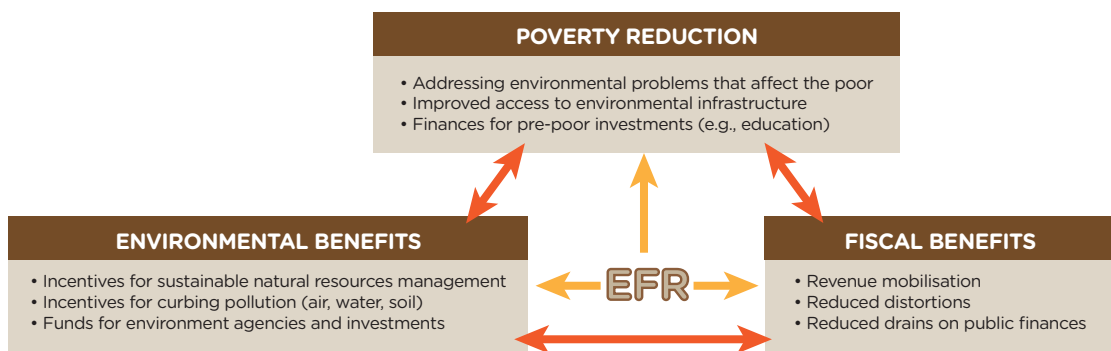 POVERTY REDUCTION
• Addressing environmental problems that affect the poor
• Improved access to environmental infrastructure
• Finances for pre-poor investments (e.g., education)
ENVIRONMENTAL BENEFITS
• Incentives for sustainable natural resources management
• Incentives for curbing pollution (air, water, soil)
• Funds for environment agencies and investments
EFR
FISCAL BENEFITS
• Revenue mobilisation
• Reduced distortions
• Reduced drains on public finances